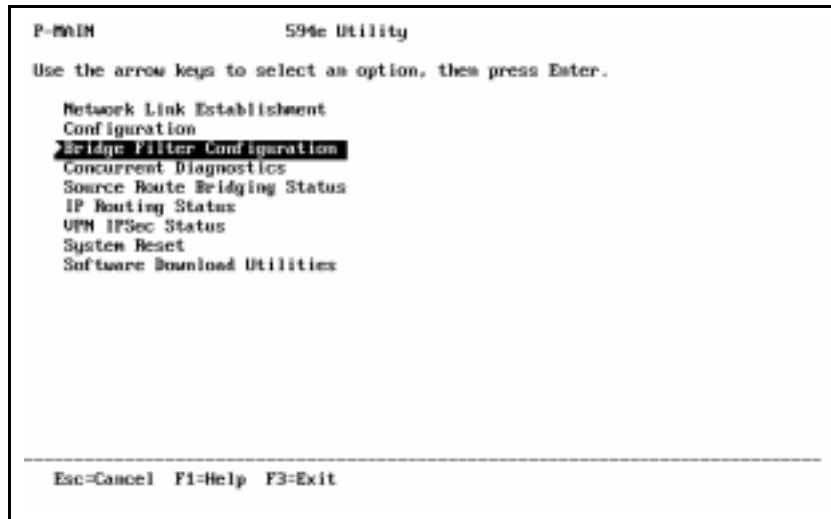 P-MAIN 594e Utility
Use the arrow keys to select an option, then press Enter.
Network Link Establishment
Configuration
Bridge Filter Configuration
Concurrent Diagnostics
Source Route Bridging Status
IP Routing Status
VPN IPSec Status
System Reset
Software Download Utilities
Esc=Cancel F1=Help F3=Exit